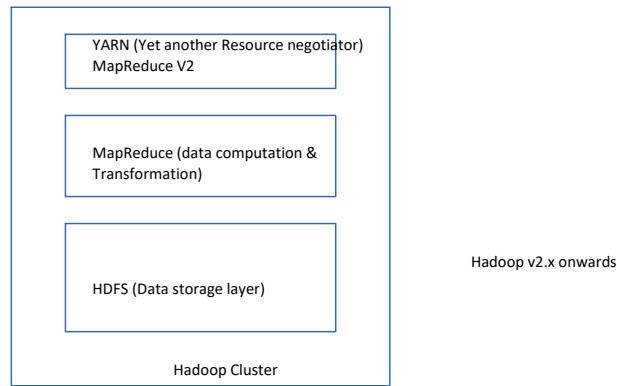 YARN (Yet another Resource negotiator)
MapReduce V2
MapReduce (data computation &
Transformation)
HDFS (Data storage layer)
Hadoop v2.x onwards
Hadoop Cluster